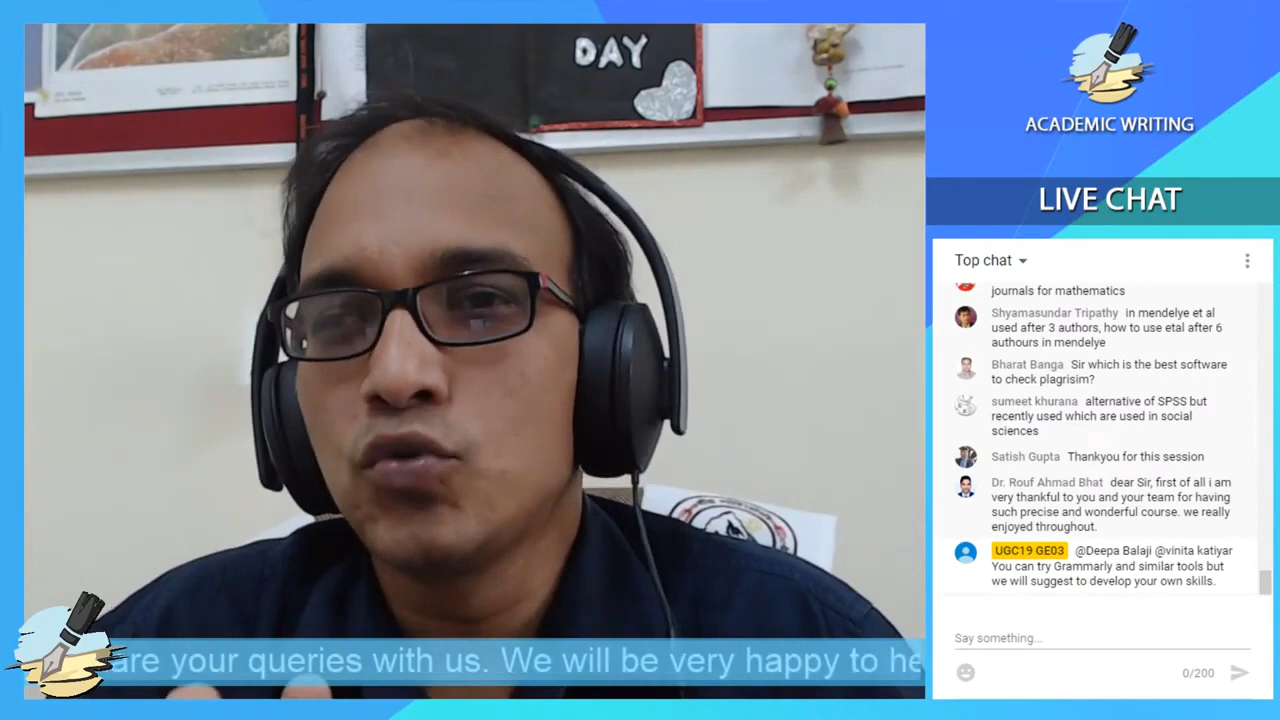 DAY
are your queries with us. We will be very happy to he
ACADEMIC WRITING
LIVE CHAT
Top chat
journals for mathematics
Shyamasundar Tripathy in mendelye et al
used after 3 authors, how to use etal after 6
authours in mendelye
Bharat Banga Sir which is the best software
to check plagrisim?
sumeet khurana alternative of SPSS but
recently used which are used in social
sciences
Satish Gupta Thankyou for this session
Dr. Rouf Ahmad Bhat dear Sir, first of all i am
very thankful to you and your team for having
such precise and wonderful course. we really
enjoyed throughout.
UGC19 GE03 @Deepa Balaji @vinita katiyar
You can try Grammarly and similar tools but
we will suggest to develop your own skills.
Say something...
0/200